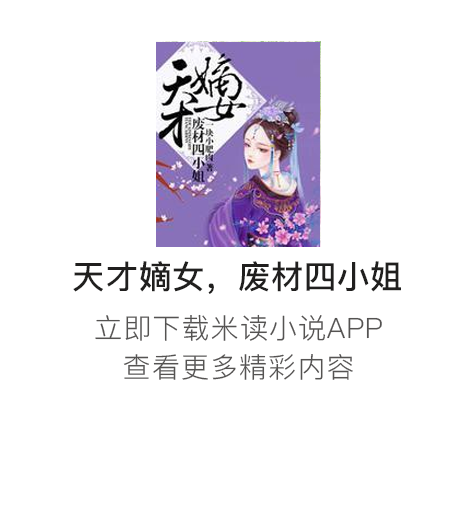 天才
嫡女
废材四小姐
一块小肥肉著
天才嫡女，废材四小姐
立即下载米读小说APP
查看更多精彩内容